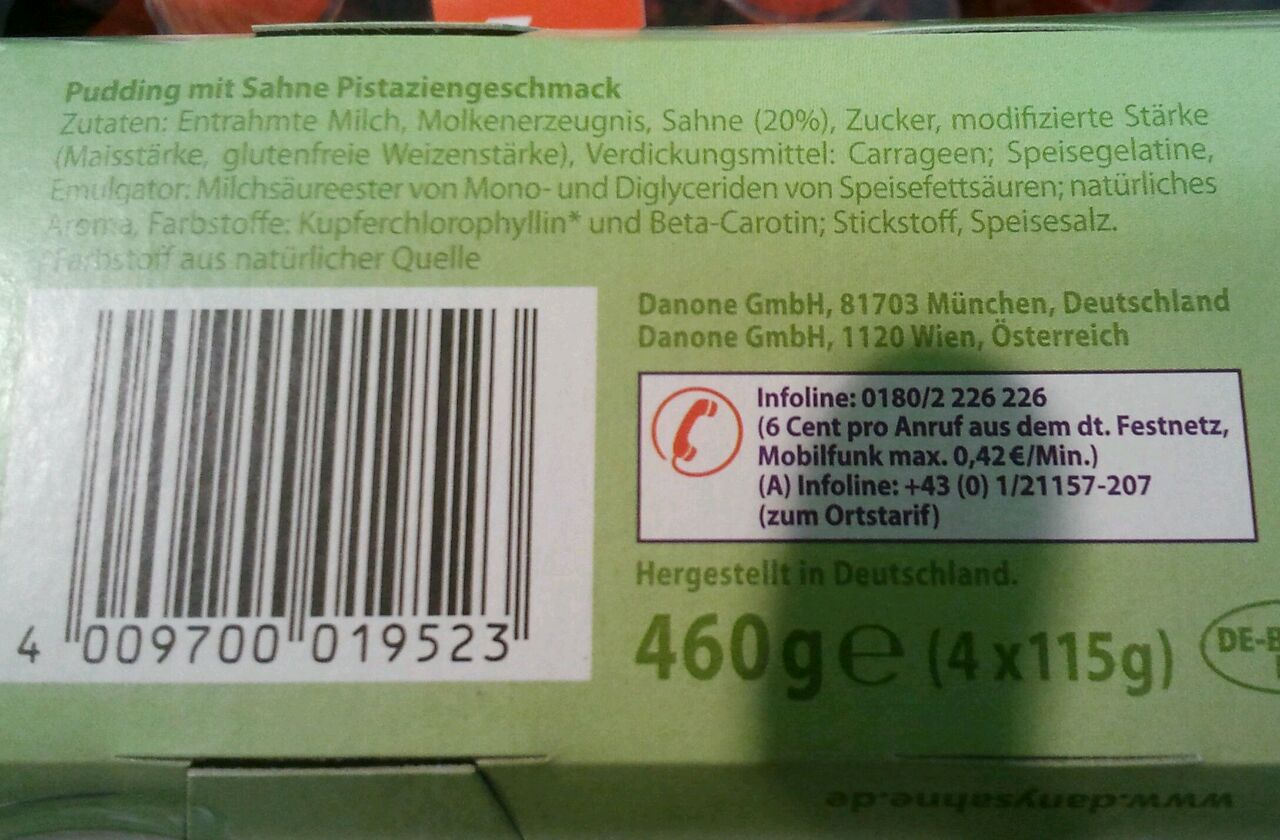 Pudding mit Sahne Pistaziengeschmack
Zutaten: Entrahmte Milch, Molkenerzeugnis, Sahne (20%), Zucker, modifizierte Stärke
(Maisstärke, glutenfreie Weizenstärke), Verdickungsmittel: Carrageen; Speisegelatine,
Emulgator: Milchsäureester von Mono- und Diglyceriden von Speisefettsäuren; natürliches
Aroma, Farbstoffe: Kupferchlorophyllin* und Beta-Carotin; Stickstoff, Speisesalz.
*Farbstoff aus natürlicher Quelle
Danone GmbH, 81703 München, Deutschland
Danone GmbH, 1120 Wien, Österreich
Infoline: 0180/2 226 226
(6 Cent pro Anruf aus dem dt. Festnetz,
Mobilfunk max. 0,42€/Min.)
(A) Infoline: +43 (0) 1/21157-207
(zum Ortstarif)
Hergestellt in Deutschland.
460g℮ (4x115g)
4 009700 019523
www.danysahne.de